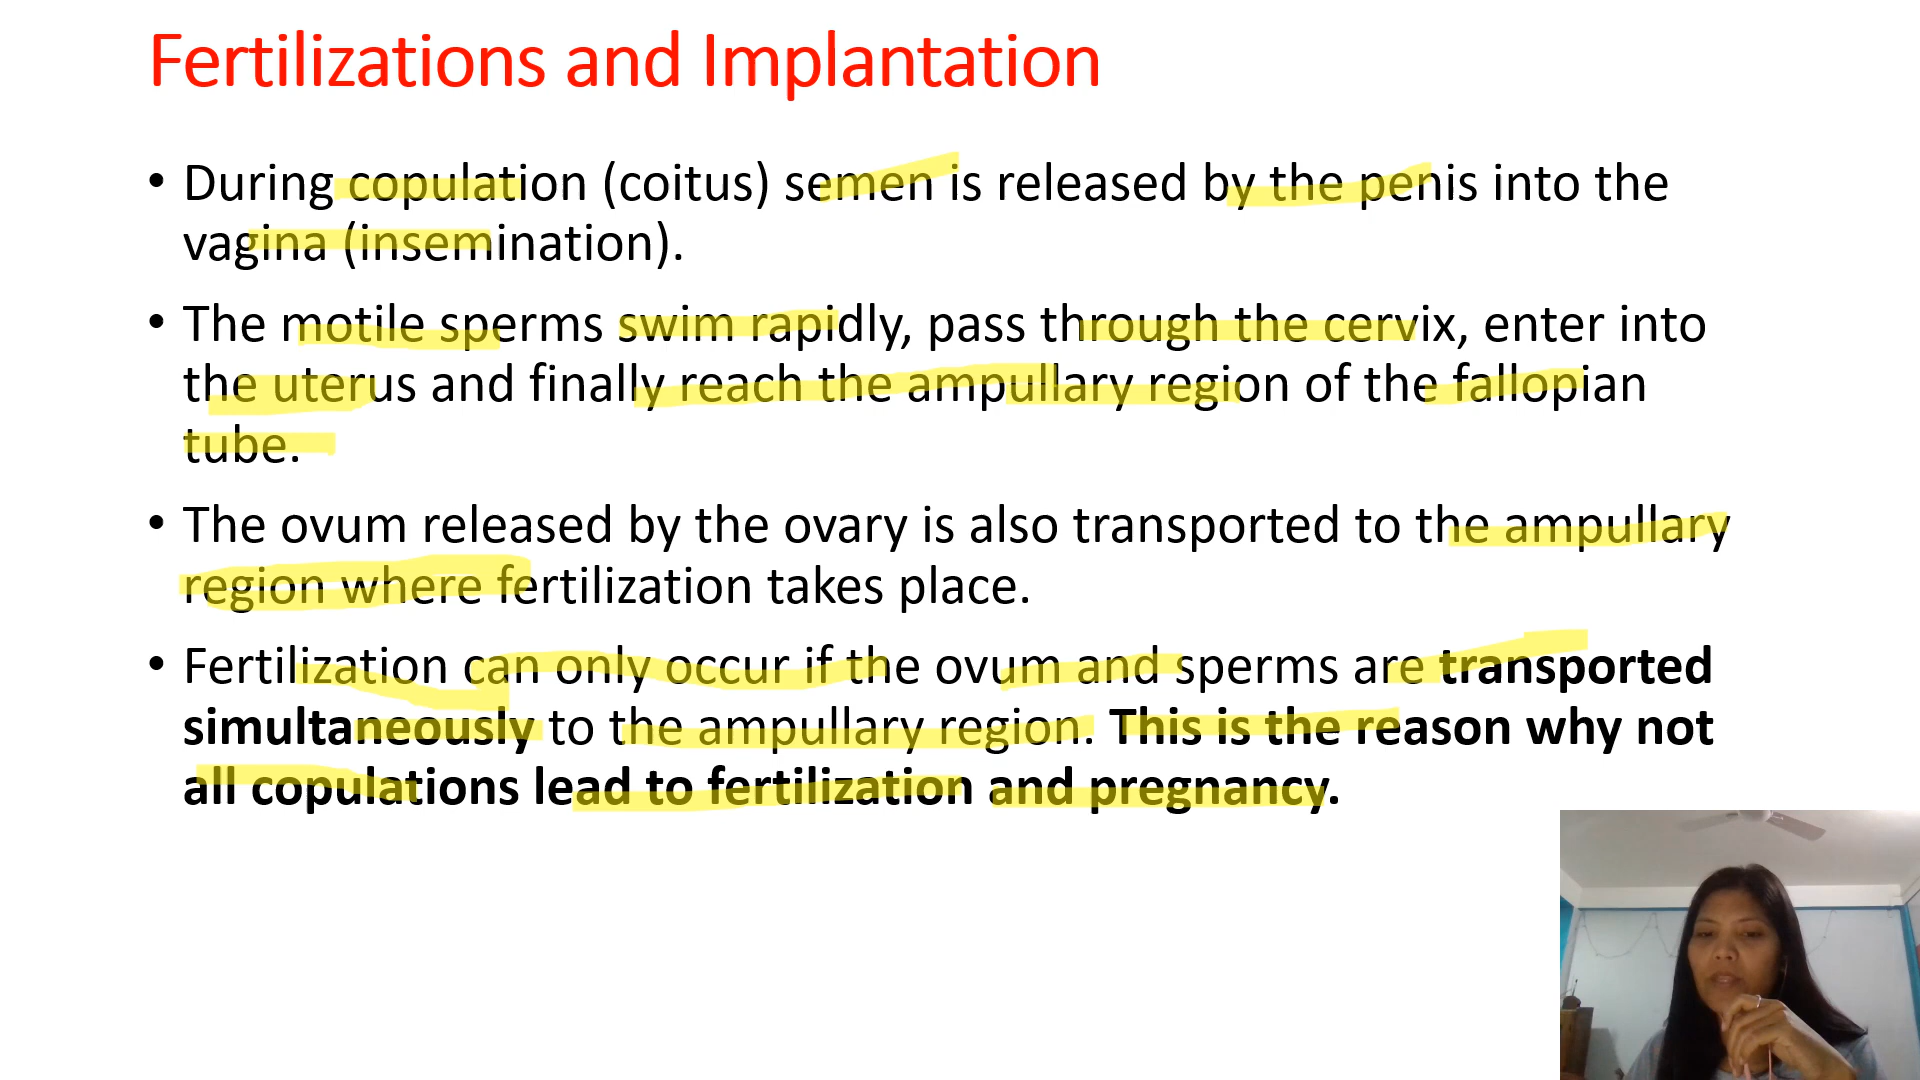 Fertilizations and Implantation
• During copulation (coitus) semen is released by the penis into the
vagina (insemination).
• The motile sperms swim rapidly, pass through the cervix, enter into
the uterus and finally reach the ampullary region of the fallopian
tube.
• The ovum released by the ovary is also transported to the ampullary
region where fertilization takes place.
• Fertilization can only occur if the ovum and sperms are transported
simultaneously to the ampullary region. This is the reason why not
all copulations lead to fertilization and pregnancy.